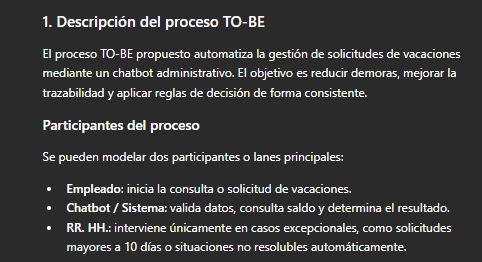 1. Descripción del proceso TO-BE
El proceso TO-BE propuesto automatiza la gestión de solicitudes de vacaciones
mediante un chatbot administrativo. El objetivo es reducir demoras, mejorar la
trazabilidad y aplicar reglas de decisión de forma consistente.
Participantes del proceso
Se pueden modelar dos participantes o lanes principales:
• Empleado: inicia la consulta o solicitud de vacaciones.
• Chatbot / Sistema: valida datos, consulta saldo y determina el resultado.
• RR. HH.: interviene únicamente en casos excepcionales, como solicitudes
mayores a 10 días o situaciones no resolubles automáticamente.